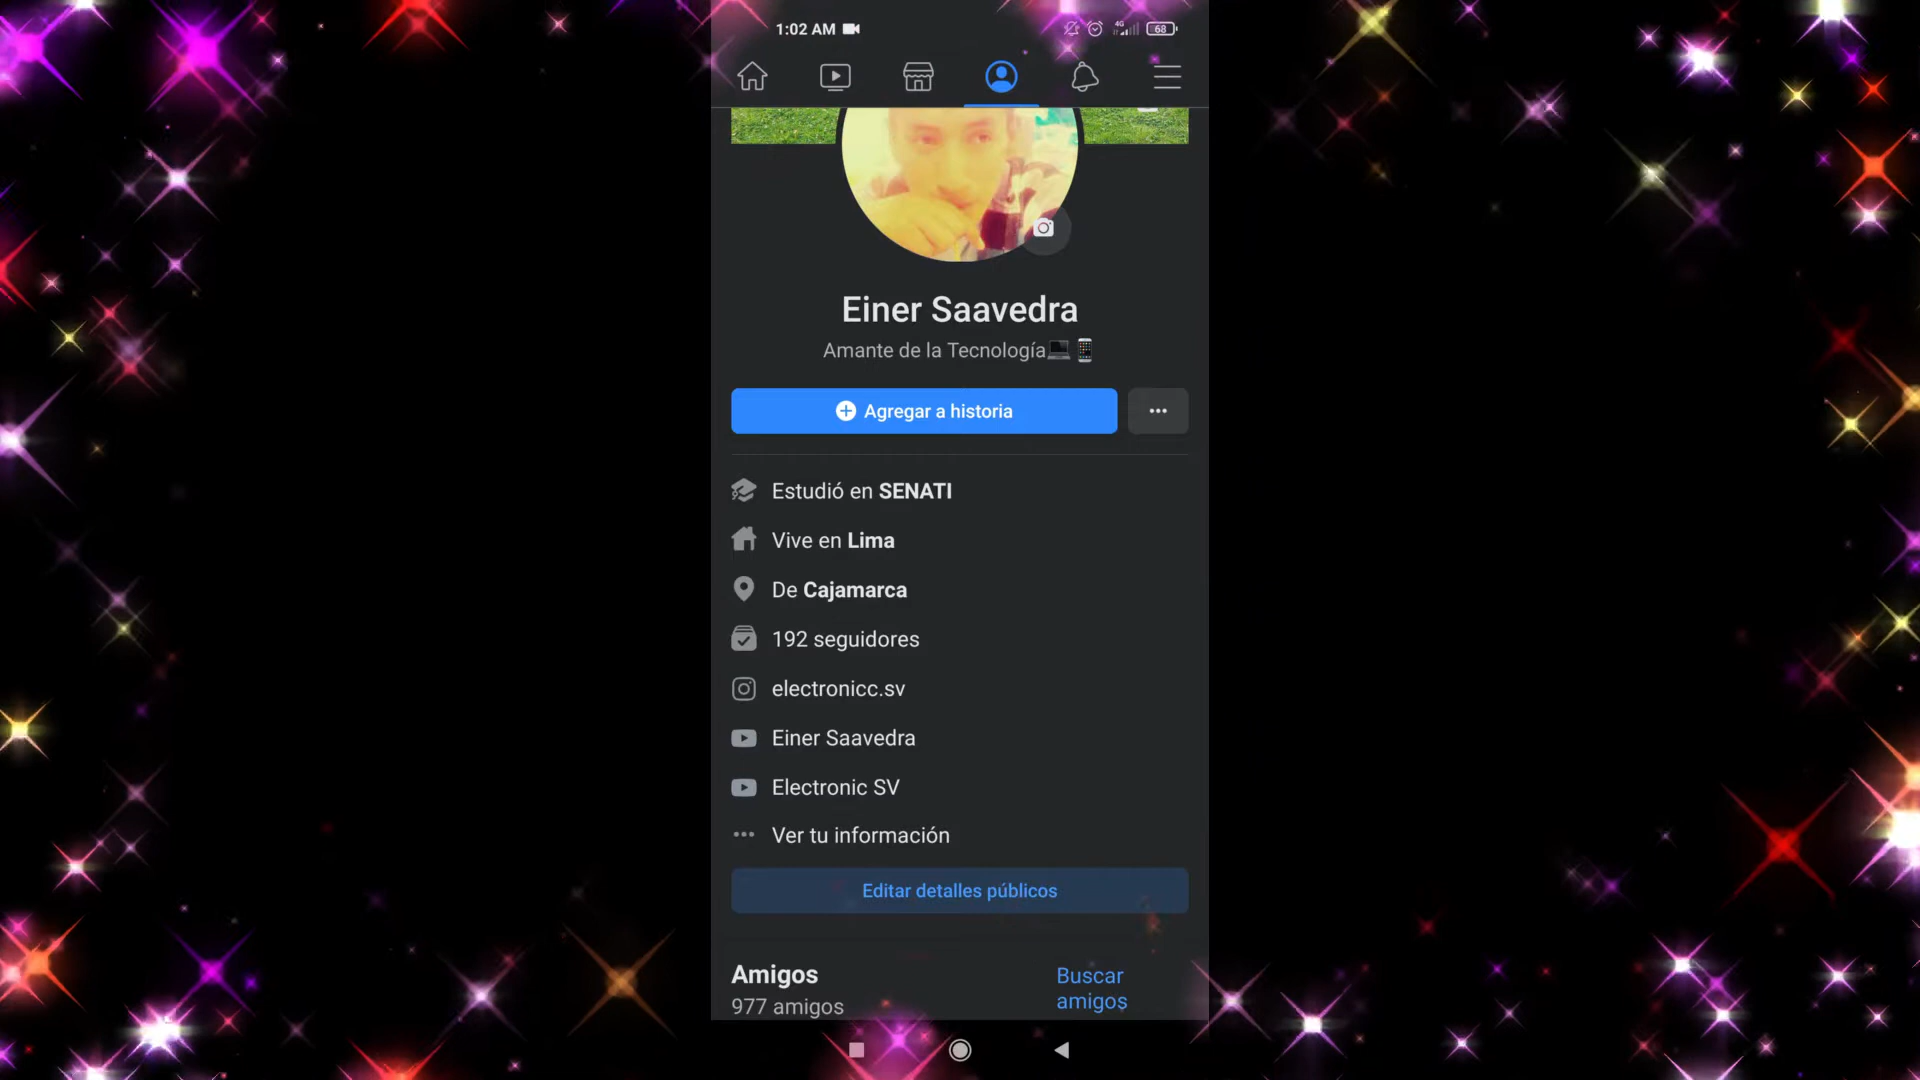 1:02 AM
4G
68
Einer Saavedra
Amante de la Tecnología💻📱
Agregar a historia
Estudió en SENATI
Vive en Lima
De Cajamarca
192 seguidores
electronicc.sv
Einer Saavedra
Electronic SV
Ver tu información
Editar detalles públicos
Amigos
977 amigos
Buscar
amigos